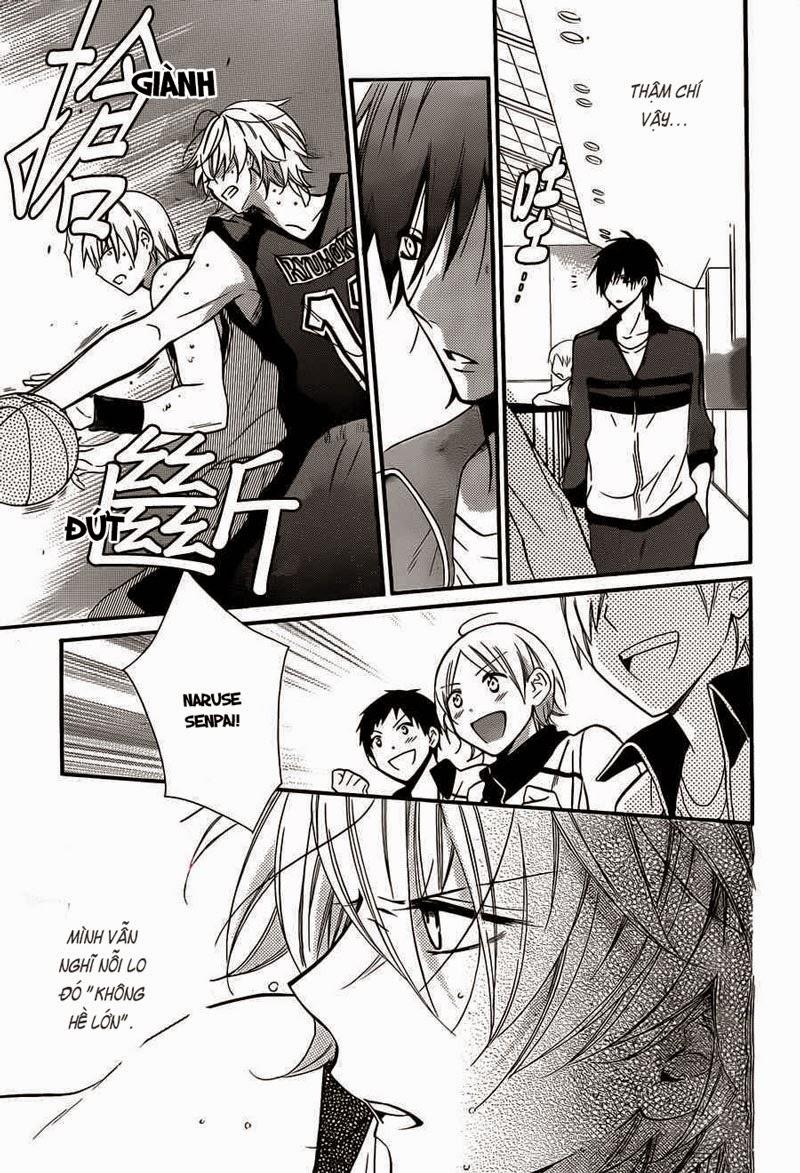 THẬM CHÍ
VẬY...
哇
哇
搶
GIÀNH
RYUHOKU
ĐỨT
斷
NARUSE
SENPAI!
MÌNH VẪN
NGHĨ NỖI LO
ĐÓ "KHÔNG
HỀ LỚN".